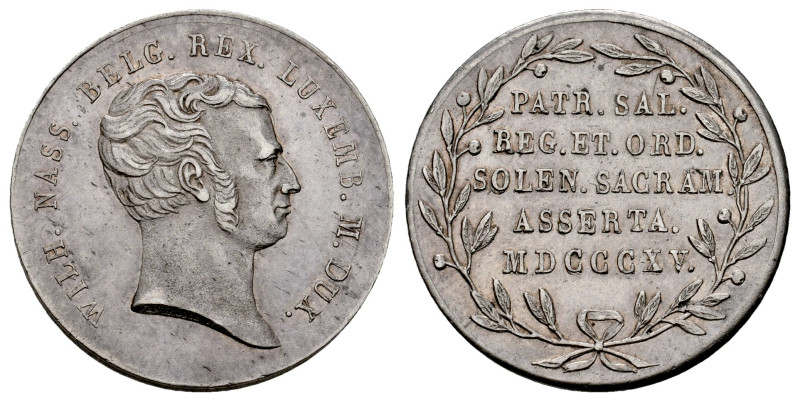 WILH. NASS. BELG. REX. LUXEMB. M. DUX.
PATR. SAL.
REG. ET. ORD.
SOLEN. SACRAM.
ASSERTA.
MDCCCXV.